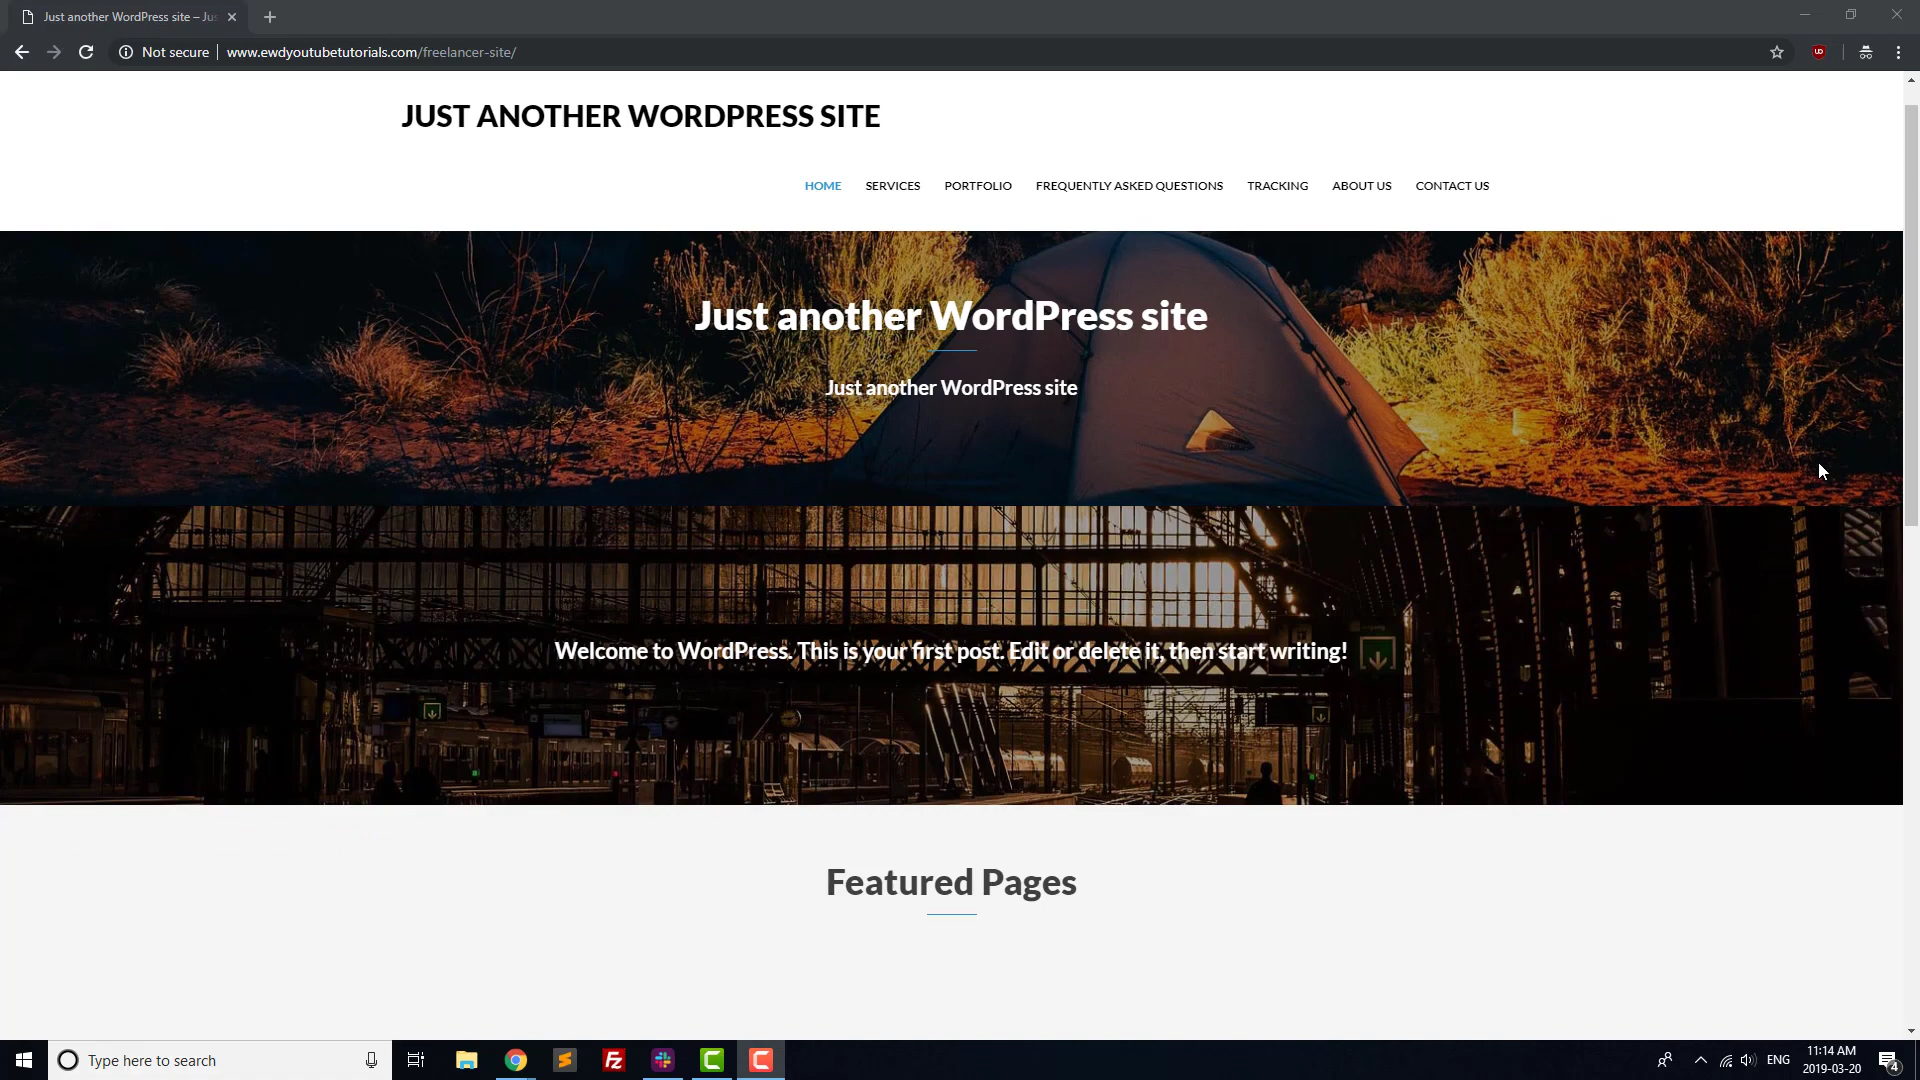 Just another WordPress site – Jus
Not secure
www.ewdyoutubetutorials.com/freelancer-site/
JUST ANOTHER WORDPRESS SITE
HOME SERVICES PORTFOLIO FREQUENTLY ASKED QUESTIONS TRACKING ABOUT US CONTACT US
Just another WordPress site
Just another WordPress site
Welcome to WordPress. This is your first post. Edit or delete it, then start writing!
Featured Pages
Type here to search
ENG
11:14 AM
2019-03-20
4